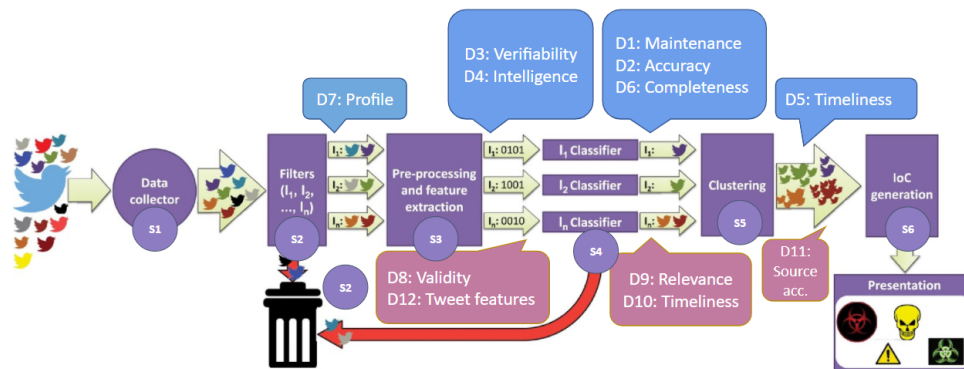 D3: Verifiability
D4: Intelligence
D1: Maintenance
D2: Accuracy
D6: Completeness
D7: Profile
D5: Timeliness
Data
collector
S1
Filters
(I1, I2,
..., In)
S2
I1:
I2:
In:
Pre-processing
and feature
extraction
S3
I1: 0101
I2: 1001
In: 0010
I1 Classifier
I2 Classifier
In Classifier
S4
I1:
I2:
In:
Clustering
S5
IoC
generation
S6
S2
D8: Validity
D12: Tweet features
D9: Relevance
D10: Timeliness
D11:
Source
acc.
Presentation